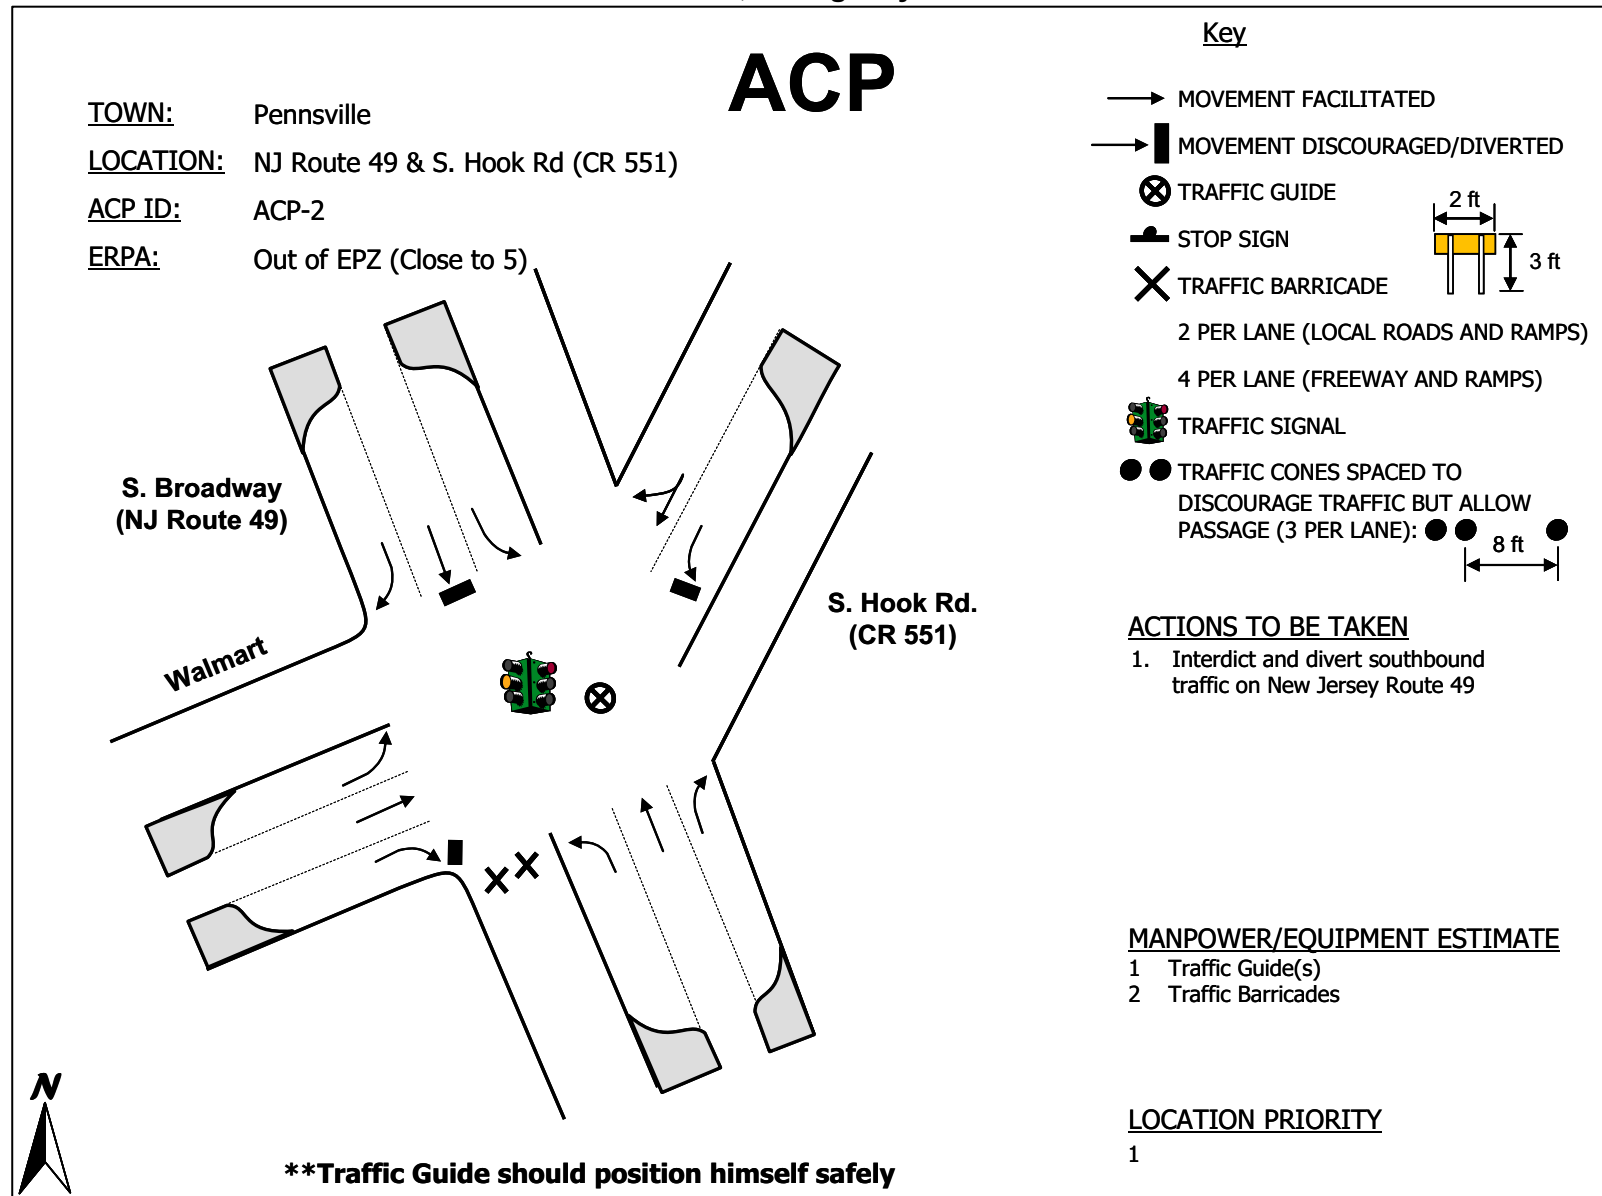 ACP
TOWN: Pennsville
LOCATION: NJ Route 49 & S. Hook Rd (CR 551)
ACP ID: ACP-2
ERPA: Out of EPZ (Close to 5)
S. Broadway
(NJ Route 49)
Walmart
S. Hook Rd.
(CR 551)
N
**Traffic Guide should position himself safely
Key
MOVEMENT FACILITATED
MOVEMENT DISCOURAGED/DIVERTED
TRAFFIC GUIDE
2 ft
STOP SIGN
3 ft
TRAFFIC BARRICADE
2 PER LANE (LOCAL ROADS AND RAMPS)
4 PER LANE (FREEWAY AND RAMPS)
TRAFFIC SIGNAL
TRAFFIC CONES SPACED TO
DISCOURAGE TRAFFIC BUT ALLOW
PASSAGE (3 PER LANE):
8 ft
ACTIONS TO BE TAKEN
1. Interdict and divert southbound
traffic on New Jersey Route 49
MANPOWER/EQUIPMENT ESTIMATE
1 Traffic Guide(s)
2 Traffic Barricades
LOCATION PRIORITY
1